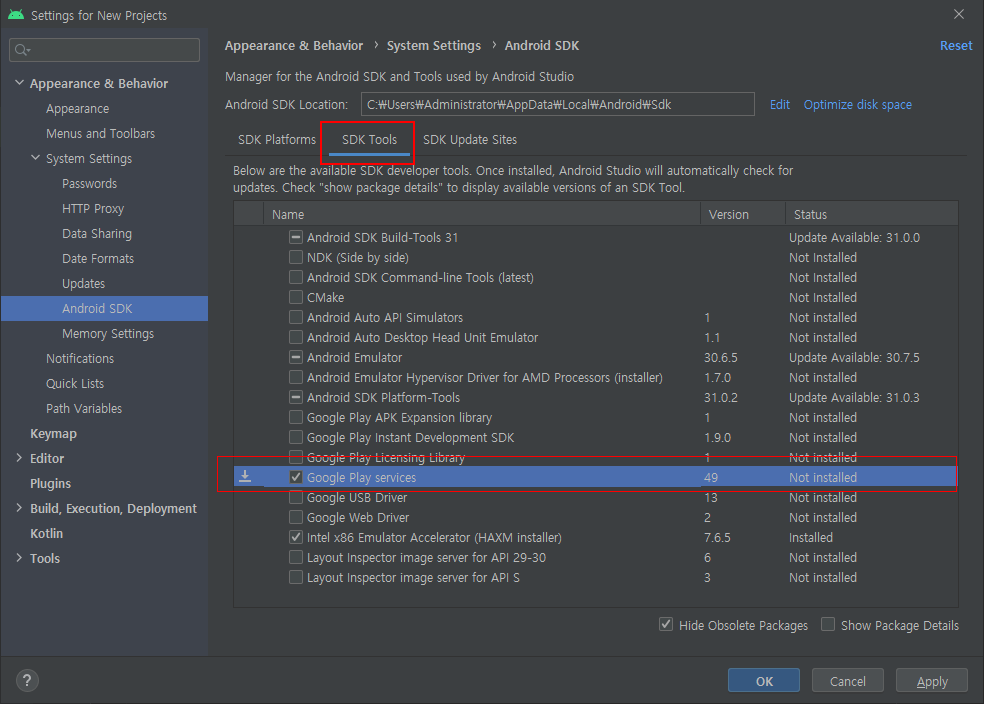 Settings for New Projects
Appearance & Behavior
Appearance
Menus and Toolbars
System Settings
Passwords
HTTP Proxy
Data Sharing
Date Formats
Updates
Android SDK
Memory Settings
Notifications
Quick Lists
Path Variables
Keymap
Editor
Plugins
Build, Execution, Deployment
Kotlin
Tools
Appearance & Behavior › System Settings › Android SDK Reset
Manager for the Android SDK and Tools used by Android Studio
Android SDK Location: C:₩Users₩Administrator₩AppData₩Local₩Android₩Sdk Edit Optimize disk space
SDK Platforms SDK Tools SDK Update Sites
Below are the available SDK developer tools. Once installed, Android Studio will automatically check for
updates. Check "show package details" to display available versions of an SDK Tool.
Name Version Status
Android SDK Build-Tools 31 Update Available: 31.0.0
NDK (Side by side) Not Installed
Android SDK Command-line Tools (latest) Not Installed
CMake Not Installed
Android Auto API Simulators 1 Not installed
Android Auto Desktop Head Unit Emulator 1.1 Not installed
Android Emulator 30.6.5 Update Available: 30.7.5
Android Emulator Hypervisor Driver for AMD Processors (installer) 1.7.0 Not installed
Android SDK Platform-Tools 31.0.2 Update Available: 31.0.3
Google Play APK Expansion library 1 Not installed
Google Play Instant Development SDK 1.9.0 Not installed
Google Play Licensing Library 1 Not installed
Google Play services 49 Not installed
Google USB Driver 13 Not installed
Google Web Driver 2 Not installed
Intel x86 Emulator Accelerator (HAXM installer) 7.6.5 Installed
Layout Inspector image server for API 29-30 6 Not installed
Layout Inspector image server for API S 3 Not installed
Hide Obsolete Packages Show Package Details
? OK Cancel Apply